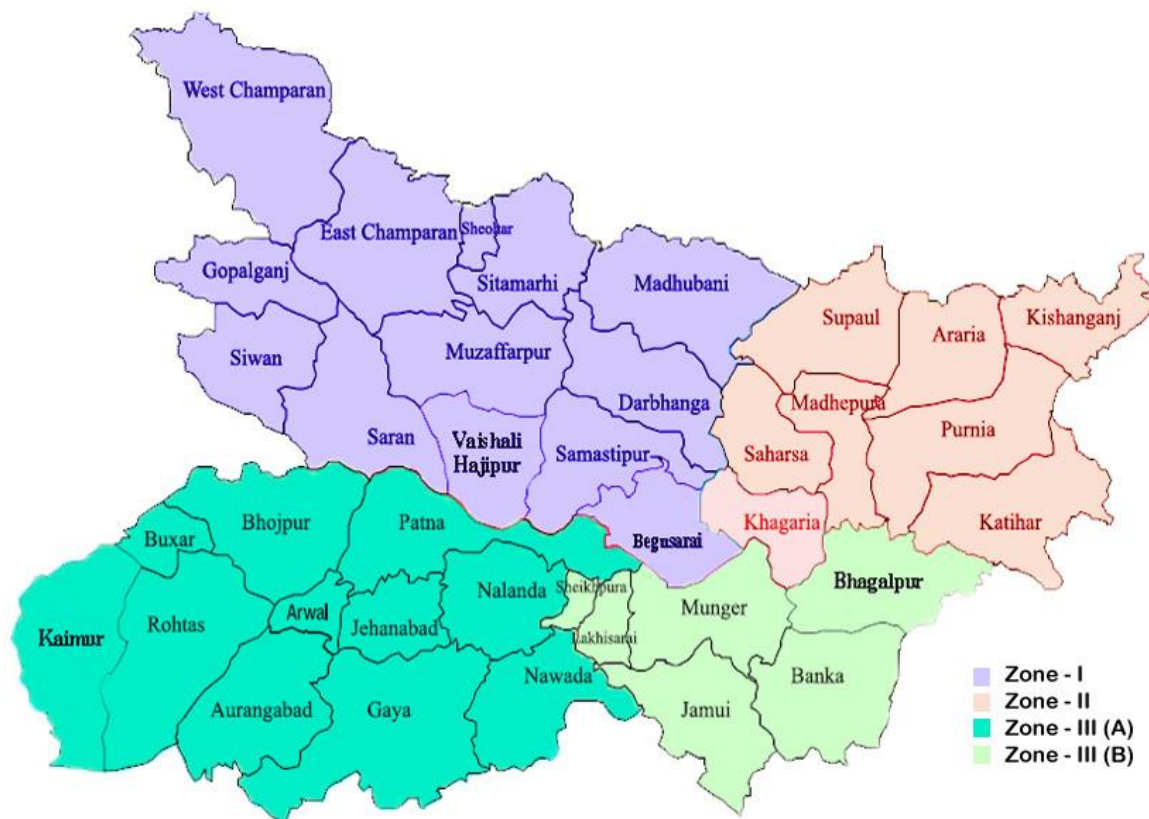 West Champaran
East Champaran
Sheohar
Gopalganj
Sitamarhi
Madhubani
Supaul
Araria
Kishanganj
Siwan
Muzaffarpur
Darbhanga
Madhepura
Saran
Vaishali
Hajipur
Samastipur
Saharsa
Purnia
Bhojpur
Patna
Begusarai
Khagaria
Katihar
Buxar
Nalanda
Sheikhpura
Munger
Bhagalpur
Kaimur
Rohtas
Arwal
Jehanabad
Lakhisarai
Aurangabad
Gaya
Nawada
Jamui
Banka
Zone - I
Zone - II
Zone - III (A)
Zone - III (B)